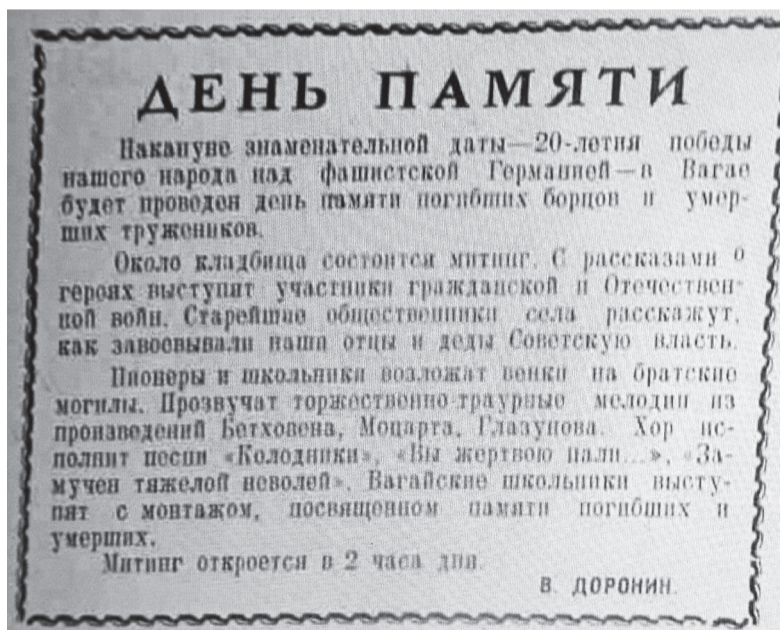 ДЕНЬ ПАМЯТИ
Накануне знаменательной даты—20-летия победы
нашего народа над фашистской Германией—в Вагае
будет проведен день памяти погибших борцов и умер-
ших тружеников.
Около кладбища состоится митинг. С рассказами о
героях выступят участники гражданской и Отечествен-
ной войн. Старейшие общественники села расскажут,
как завоевывали наши отцы и деды Советскую власть.
Пионеры и школьники возложат венки на братские
могилы. Прозвучат торжественно-траурные мелодии из
произведений Бетховена, Моцарта, Глазунова. Хор ис-
полнит песни «Колодники», «Вы жертвою пали...», «За-
мучен тяжелой неволей». Вагайские школьники высту-
пят с монтажом, посвященном памяти погибших и
умерших.
Митинг откроется в 2 часа дня.
В. ДОРОНИН.